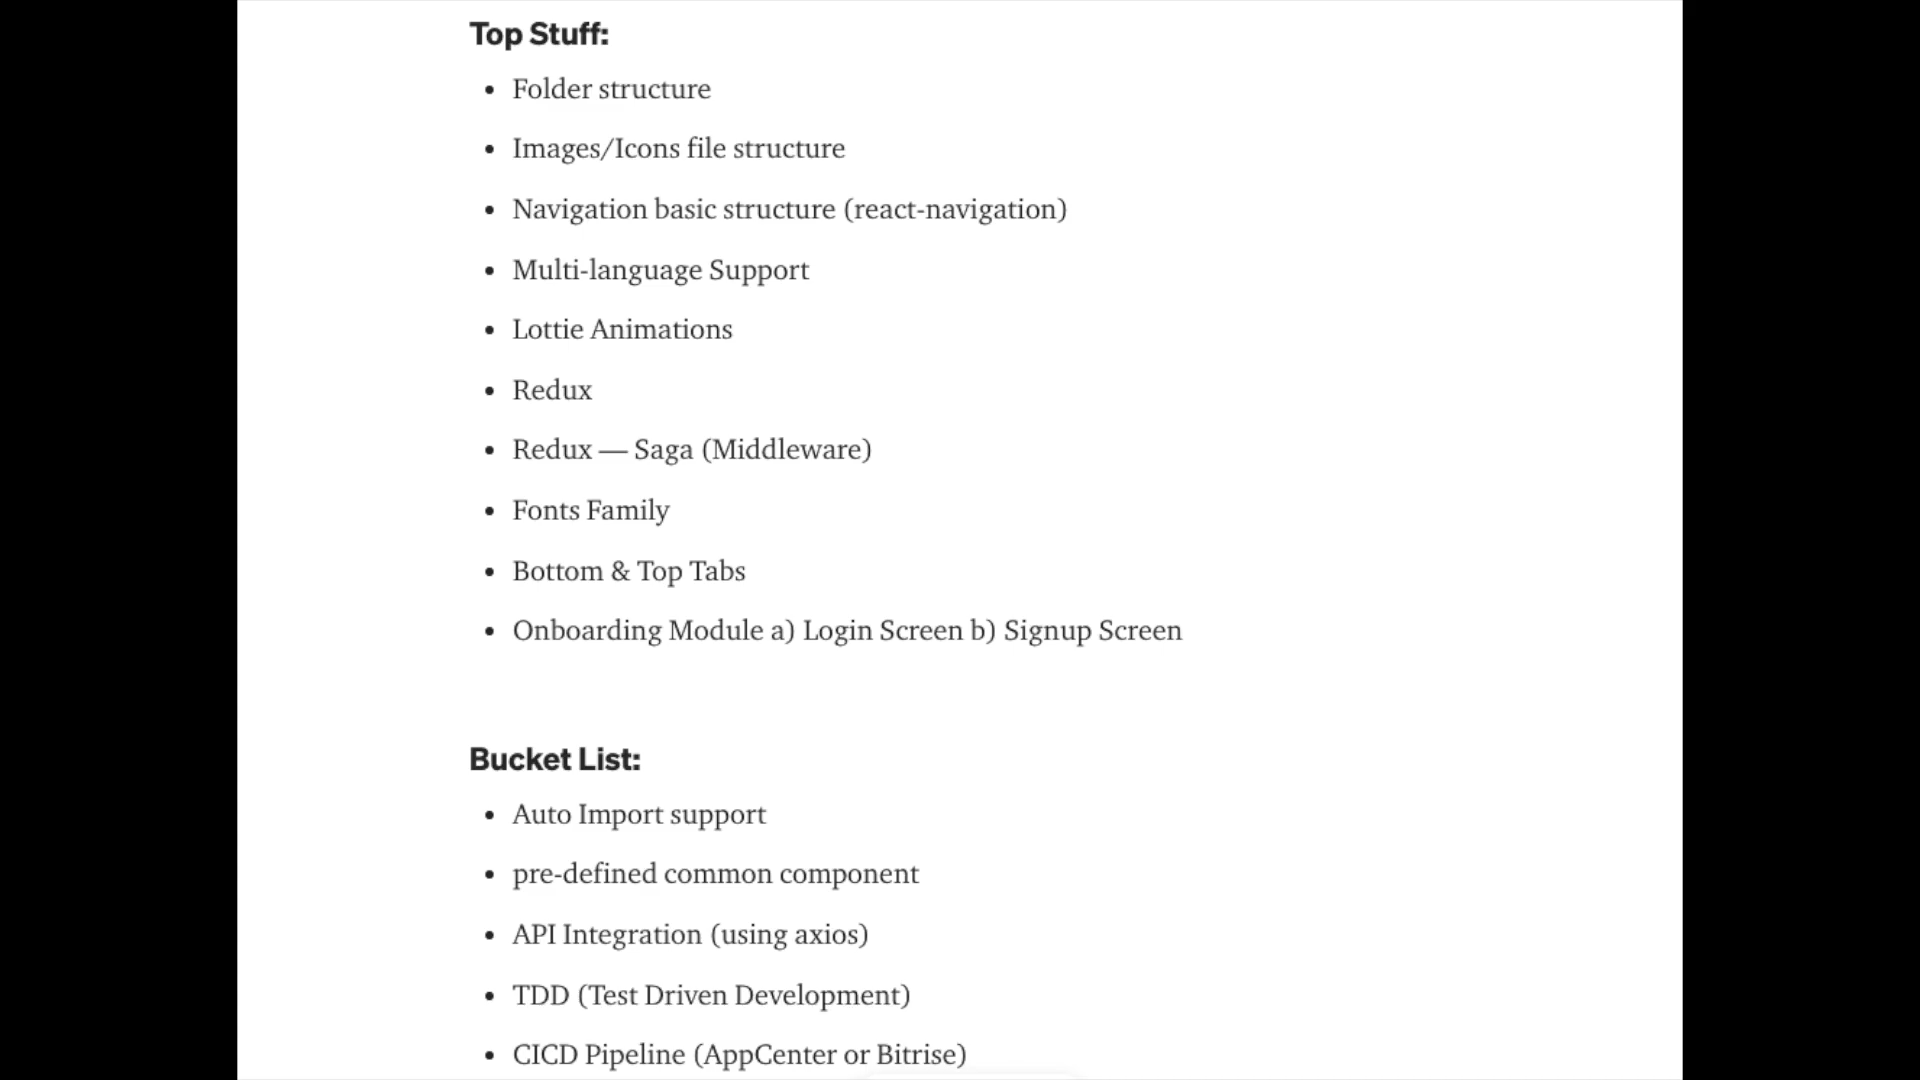 Top Stuff:
• Folder structure
• Images/Icons file structure
• Navigation basic structure (react-navigation)
• Multi-language Support
• Lottie Animations
• Redux
• Redux — Saga (Middleware)
• Fonts Family
• Bottom & Top Tabs
• Onboarding Module a) Login Screen b) Signup Screen
Bucket List:
• Auto Import support
• pre-defined common component
• API Integration (using axios)
• TDD (Test Driven Development)
• CICD Pipeline (AppCenter or Bitrise)